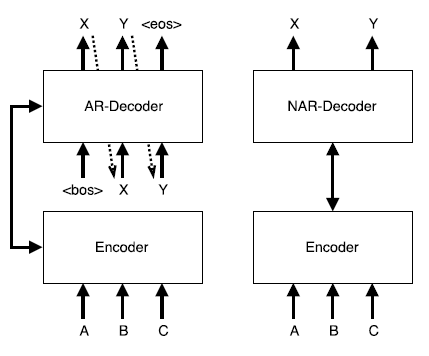 X Y <eos> X Y
AR-Decoder NAR-Decoder
<bos> X Y
Encoder Encoder
A B C A B C